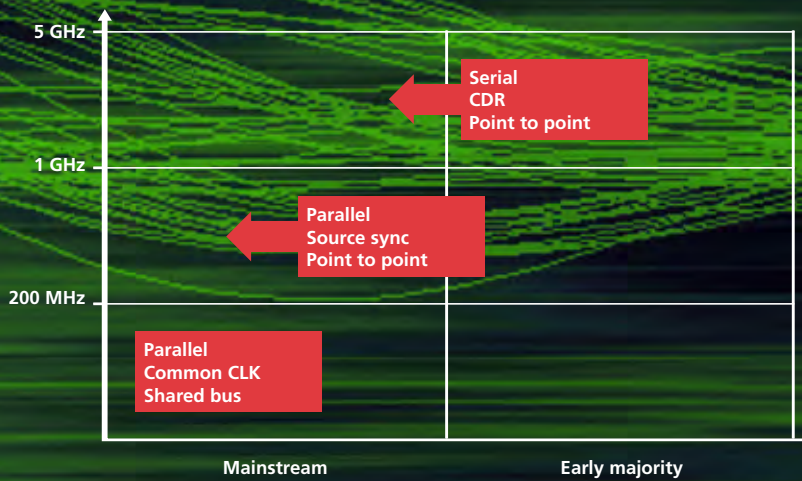 5 GHz
Serial
CDR
Point to point
1 GHz
Parallel
Source sync
Point to point
200 MHz
Parallel
Common CLK
Shared bus
Mainstream
Early majority